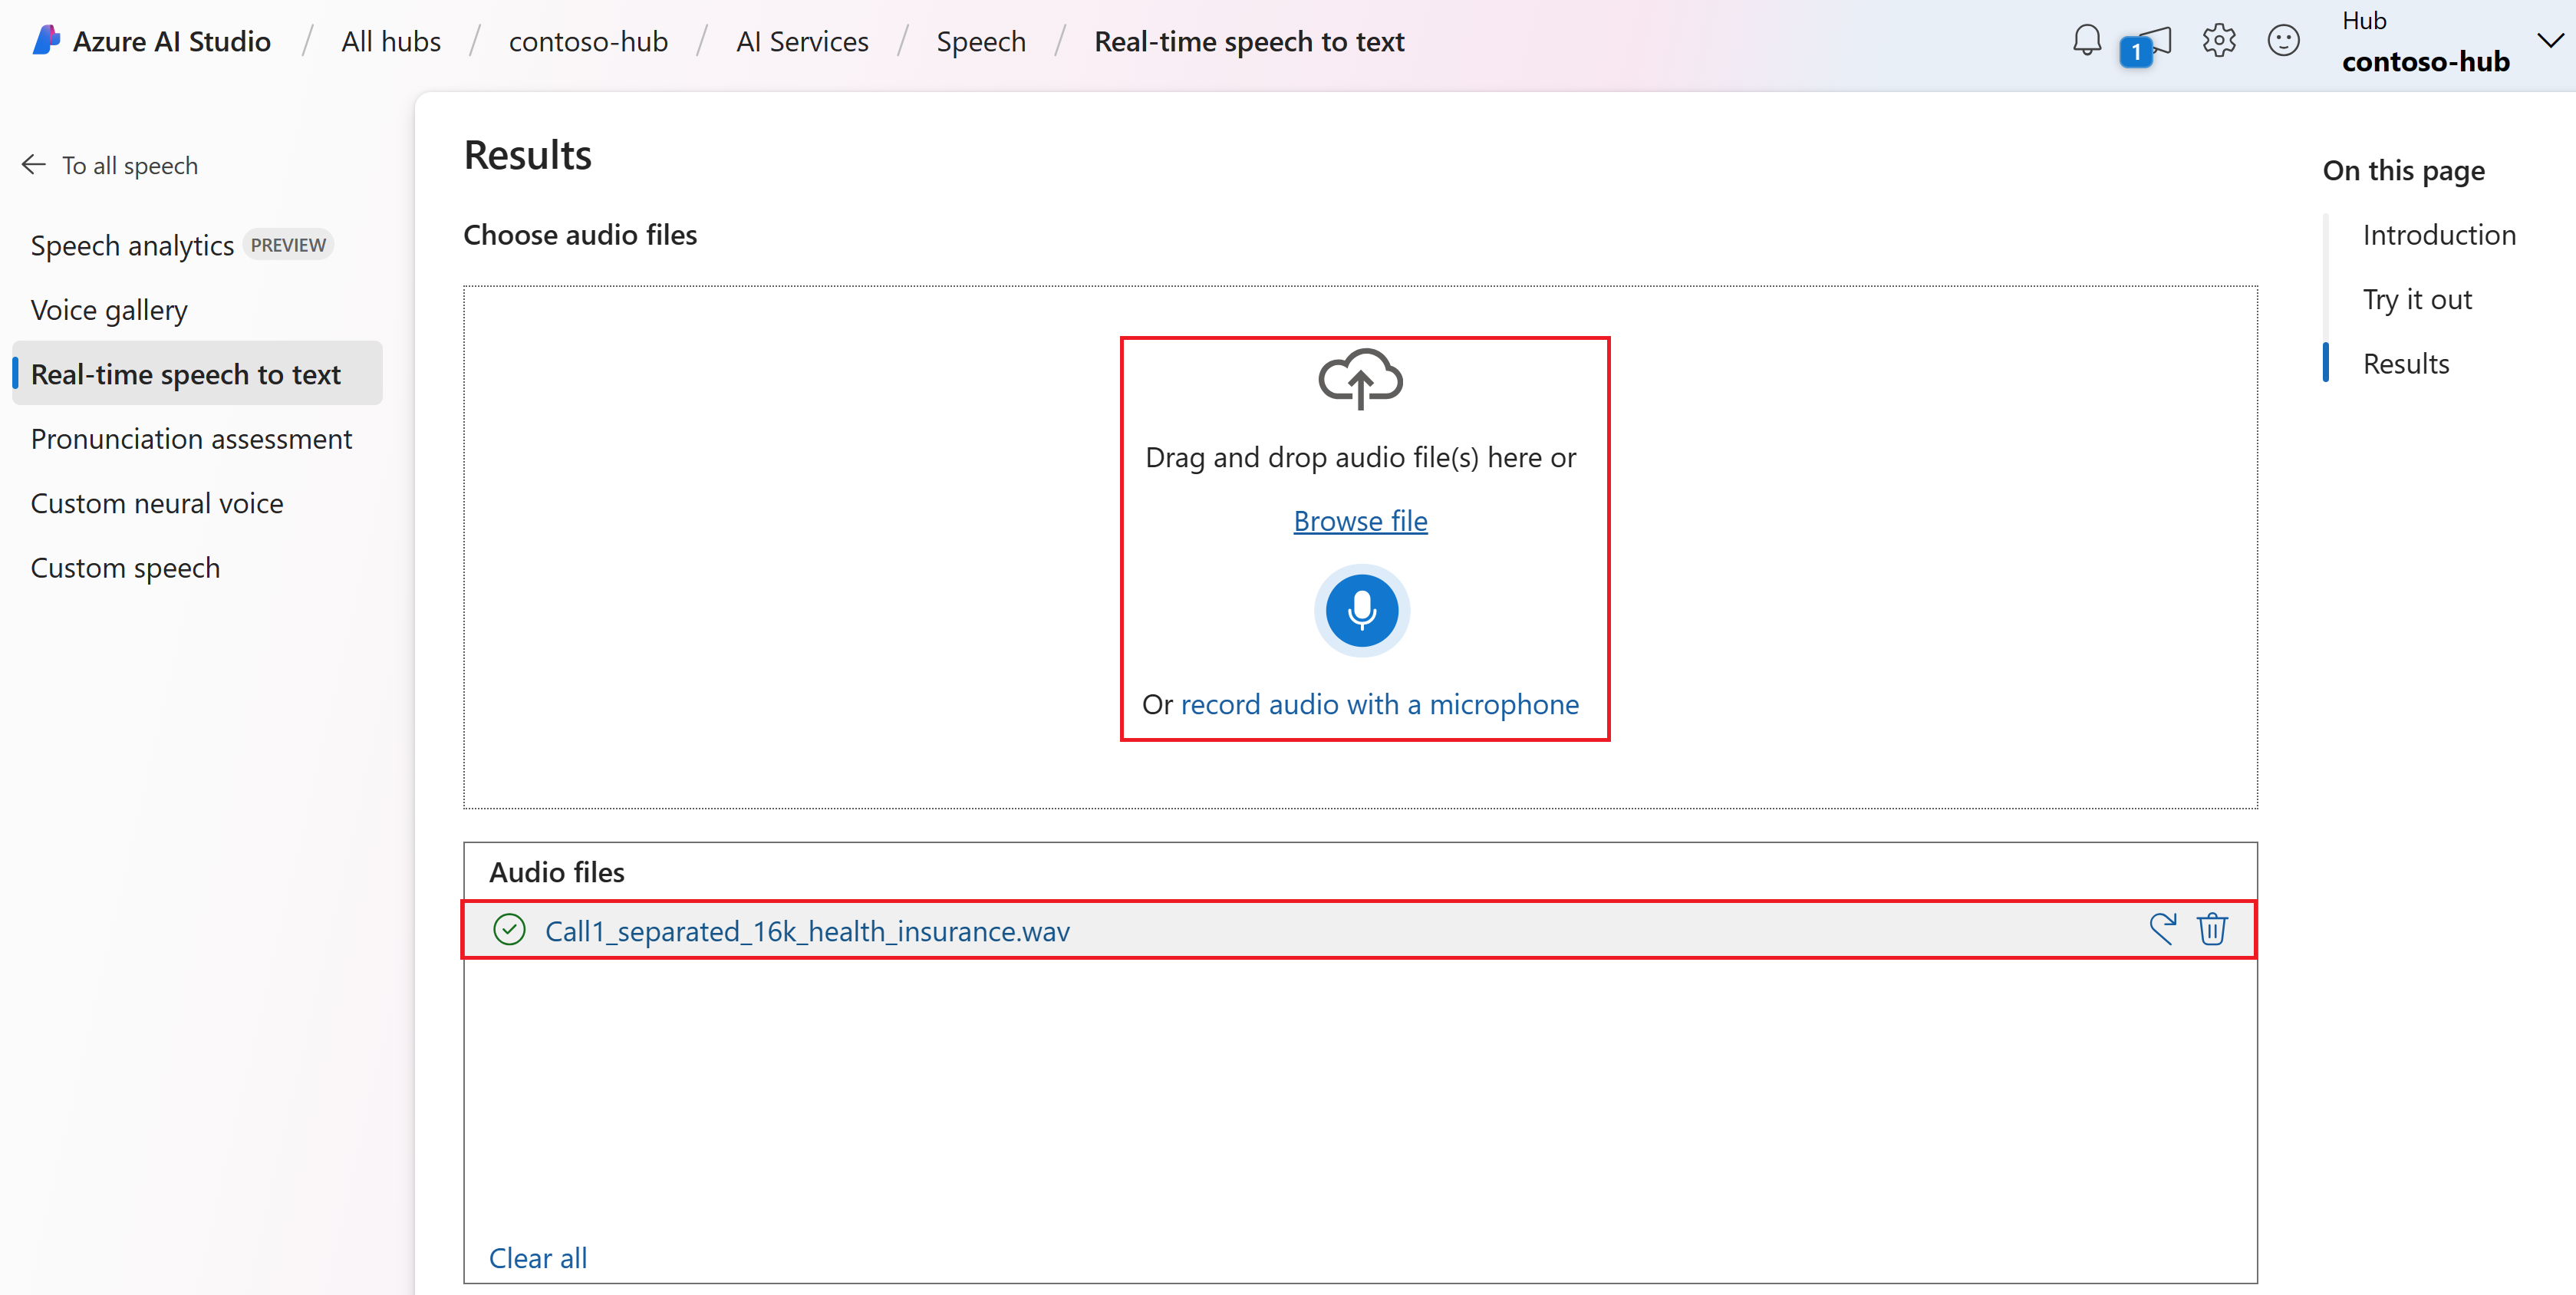 Azure AI Studio / All hubs / contoso-hub / AI Services / Speech / Real-time speech to text
1
Hub
contoso-hub
To all speech
Speech analytics PREVIEW
Voice gallery
Real-time speech to text
Pronunciation assessment
Custom neural voice
Custom speech
Results
Choose audio files
Drag and drop audio file(s) here or
Browse file
Or record audio with a microphone
Audio files
Call1_separated_16k_health_insurance.wav
Clear all
On this page
Introduction
Try it out
Results